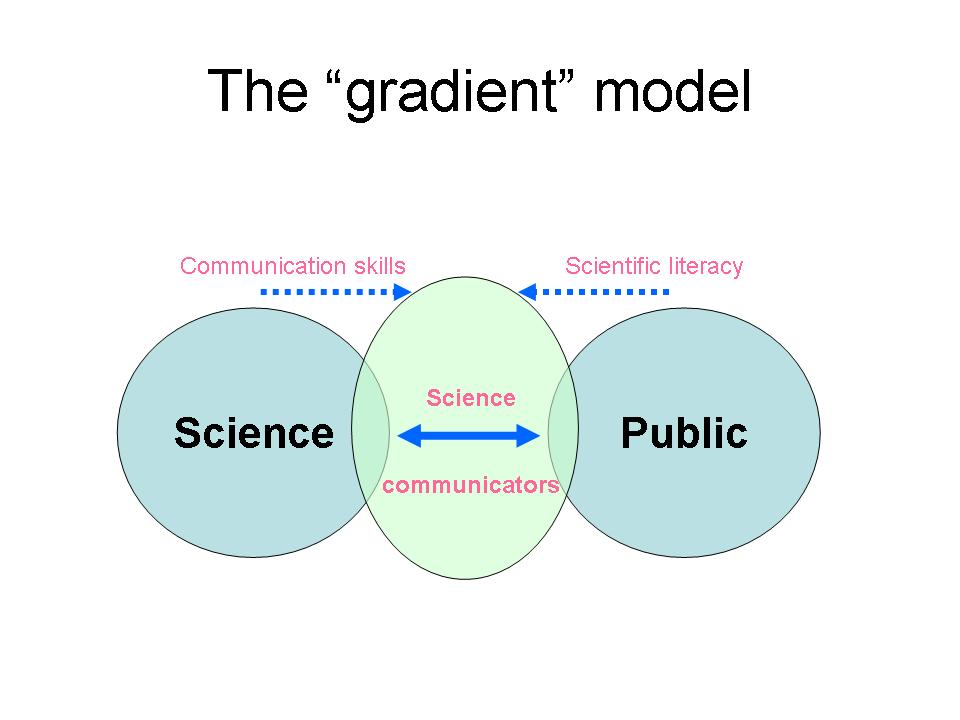 The “gradient” model
Communication skills
Scientific literacy
Science
Science
Public
communicators